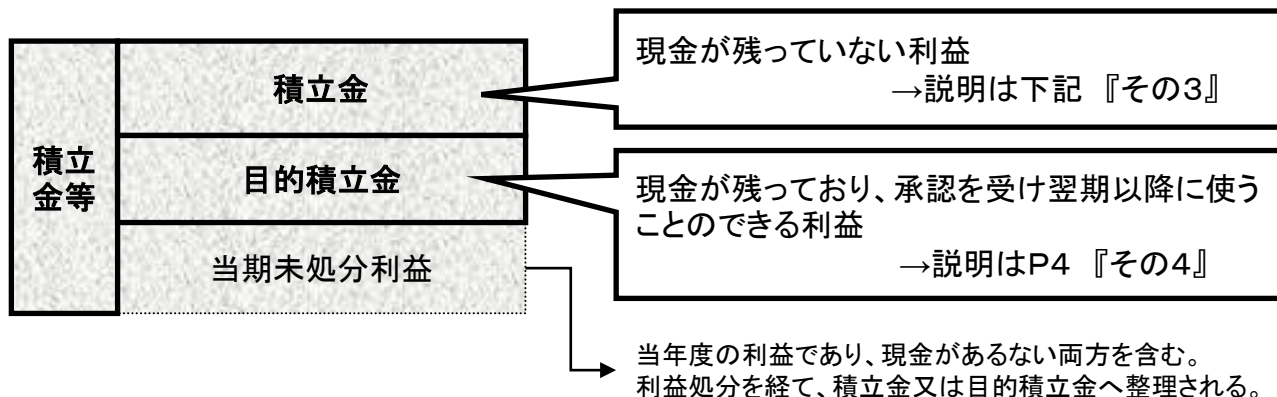 積立
金等
積立金
目的積立金
当期未処分利益
現金が残っていない利益
→説明は下記 『その3』
現金が残っており、承認を受け翌期以降に使う
ことのできる利益
→説明はP4 『その4』
当年度の利益であり、現金があるない両方を含む。
利益処分を経て、積立金又は目的積立金へ整理される。